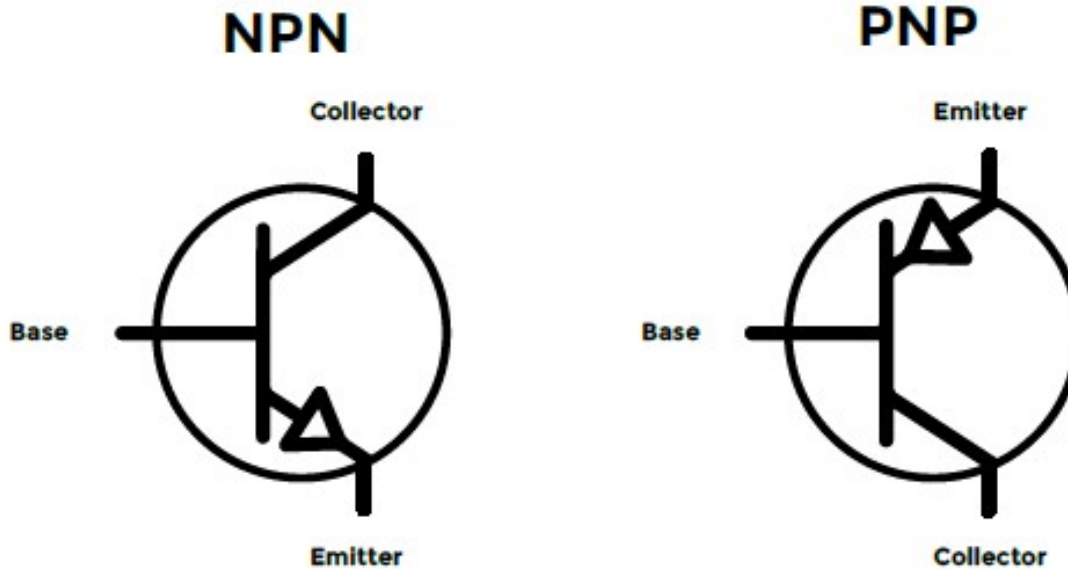 NPN
Collector
Base
Emitter
PNP
Emitter
Base
Collector